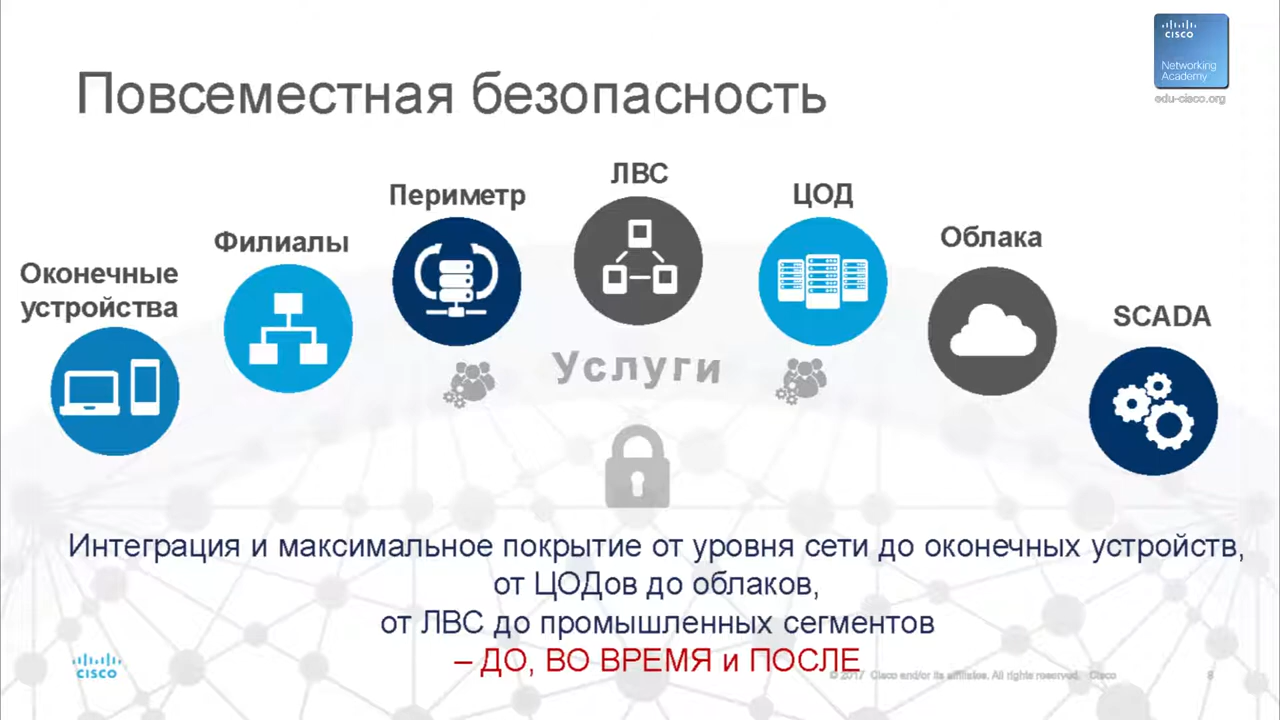 cisco
Networking
Academy
edu-cisco.org
Повсеместная безопасность
ЛВС
Периметр
ЦОД
Филиалы
Облака
Оконечные
устройства
SCADA
Услуги
Интеграция и максимальное покрытие от уровня сети до оконечных устройств,
от ЦОДов до облаков,
от ЛВС до промышленных сегментов
– ДО, ВО ВРЕМЯ и ПОСЛЕ
cisco
© 2017 Cisco and/or its affiliates. All rights reserved. Cisco